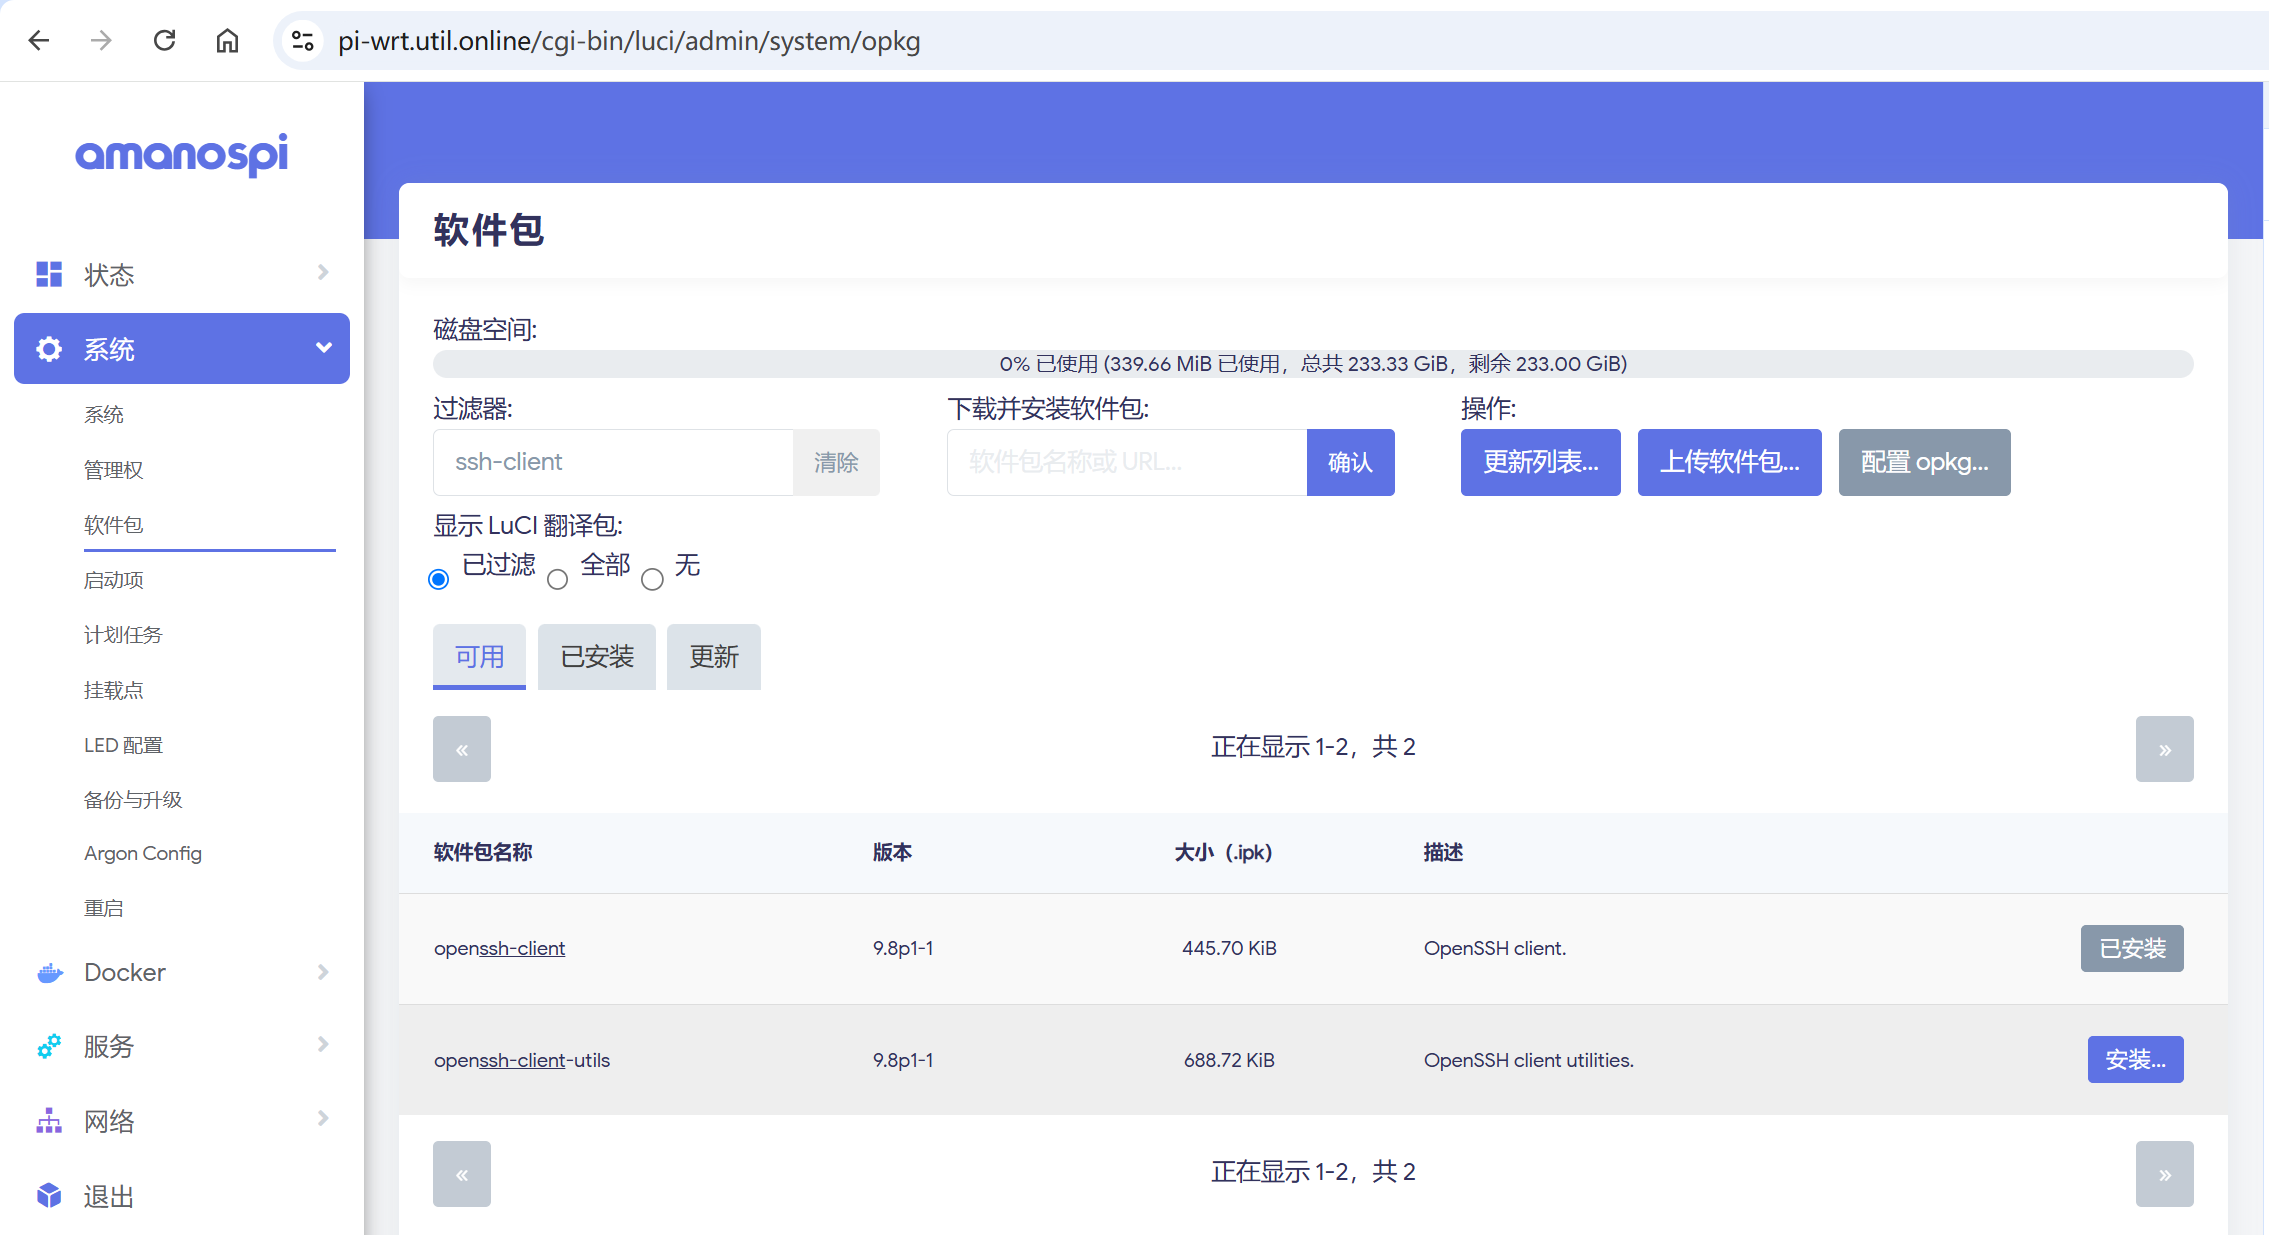 pi-wrt.util.online/cgi-bin/luci/admin/system/opkg
amanospi
状态
系统
系统
管理权
软件包
启动项
计划任务
挂载点
LED 配置
备份与升级
Argon Config
重启
Docker
服务
网络
退出
软件包
磁盘空间:
0% 已使用 (339.66 MiB 已使用，总共 233.33 GiB，剩余 233.00 GiB)
过滤器: 下载并安装软件包: 操作:
ssh-client 清除 软件包名称或 URL... 确认 更新列表... 上传软件包... 配置 opkg...
显示 LuCI 翻译包:
已过滤 全部 无
可用 已安装 更新
« 正在显示 1-2，共 2 »
软件包名称 版本 大小（.ipk） 描述
openssh-client 9.8p1-1 445.70 KiB OpenSSH client. 已安装
openssh-client-utils 9.8p1-1 688.72 KiB OpenSSH client utilities. 安装...
« 正在显示 1-2，共 2 »